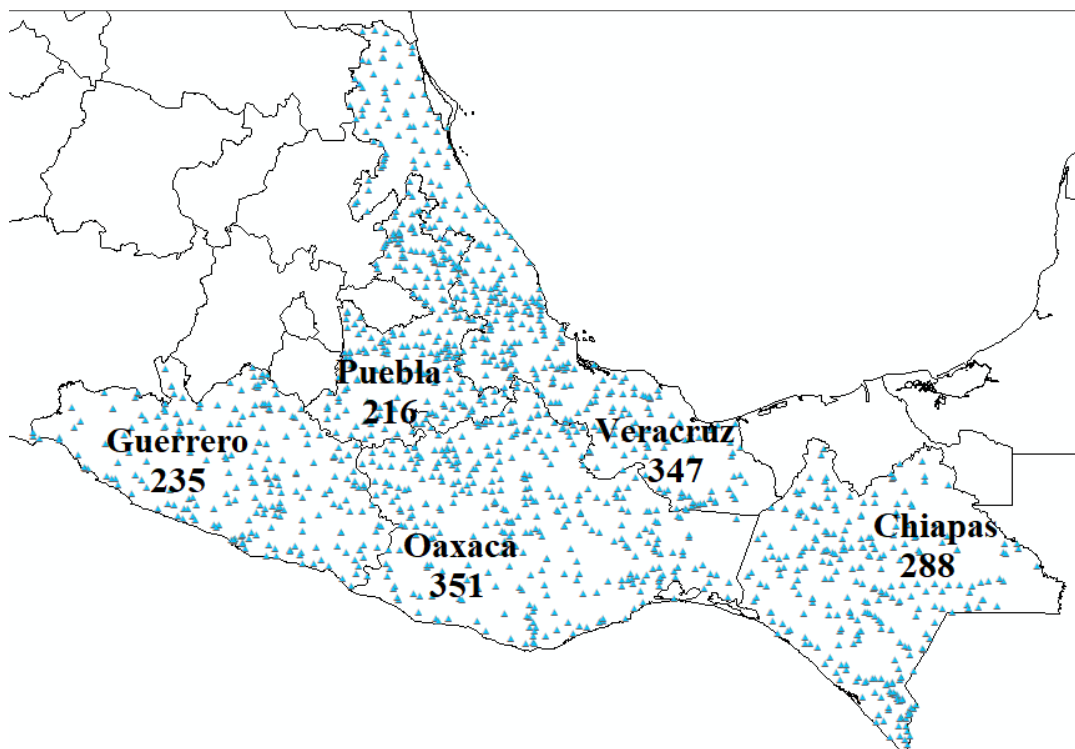 Puebla
216
Guerrero
235
Veracruz
347
Oaxaca
351
Chiapas
288